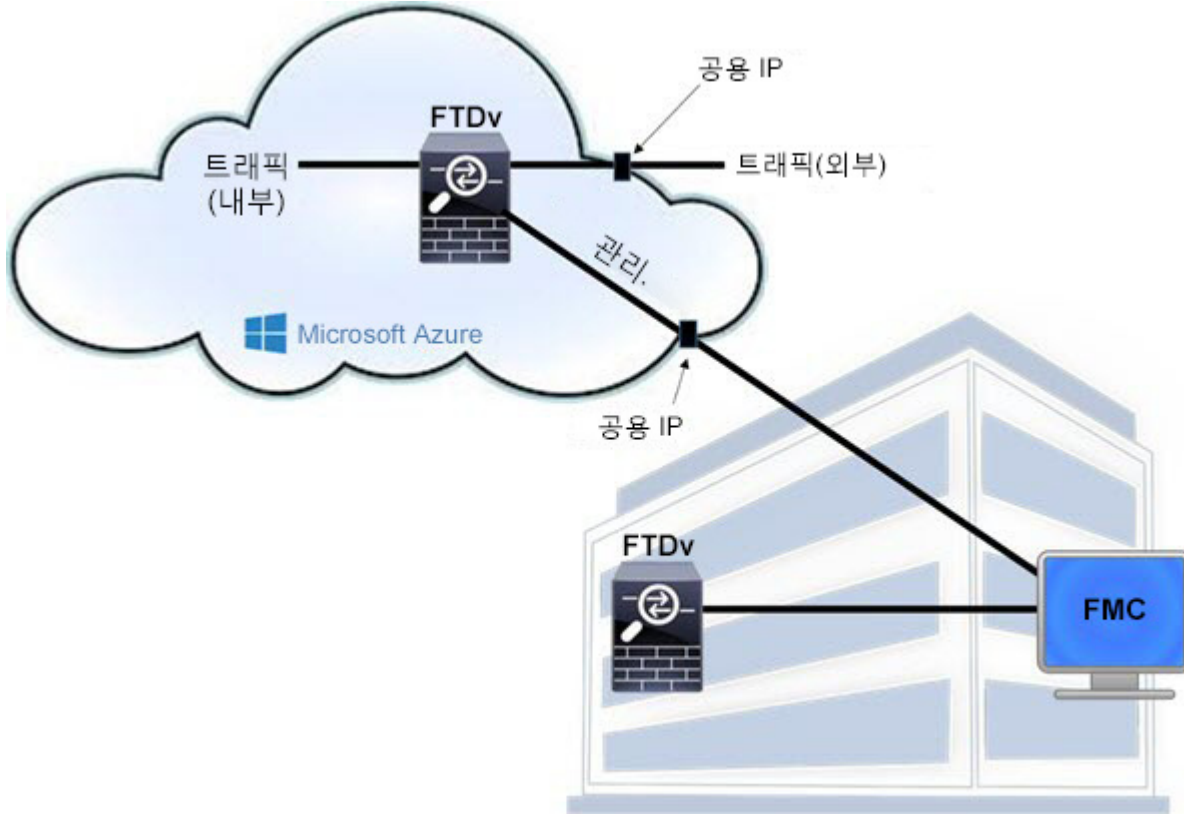 공용 IP
FTDv
트래픽
(내부)
트래픽(외부)
관리.
Microsoft Azure
공용 IP
FTDv
FMC